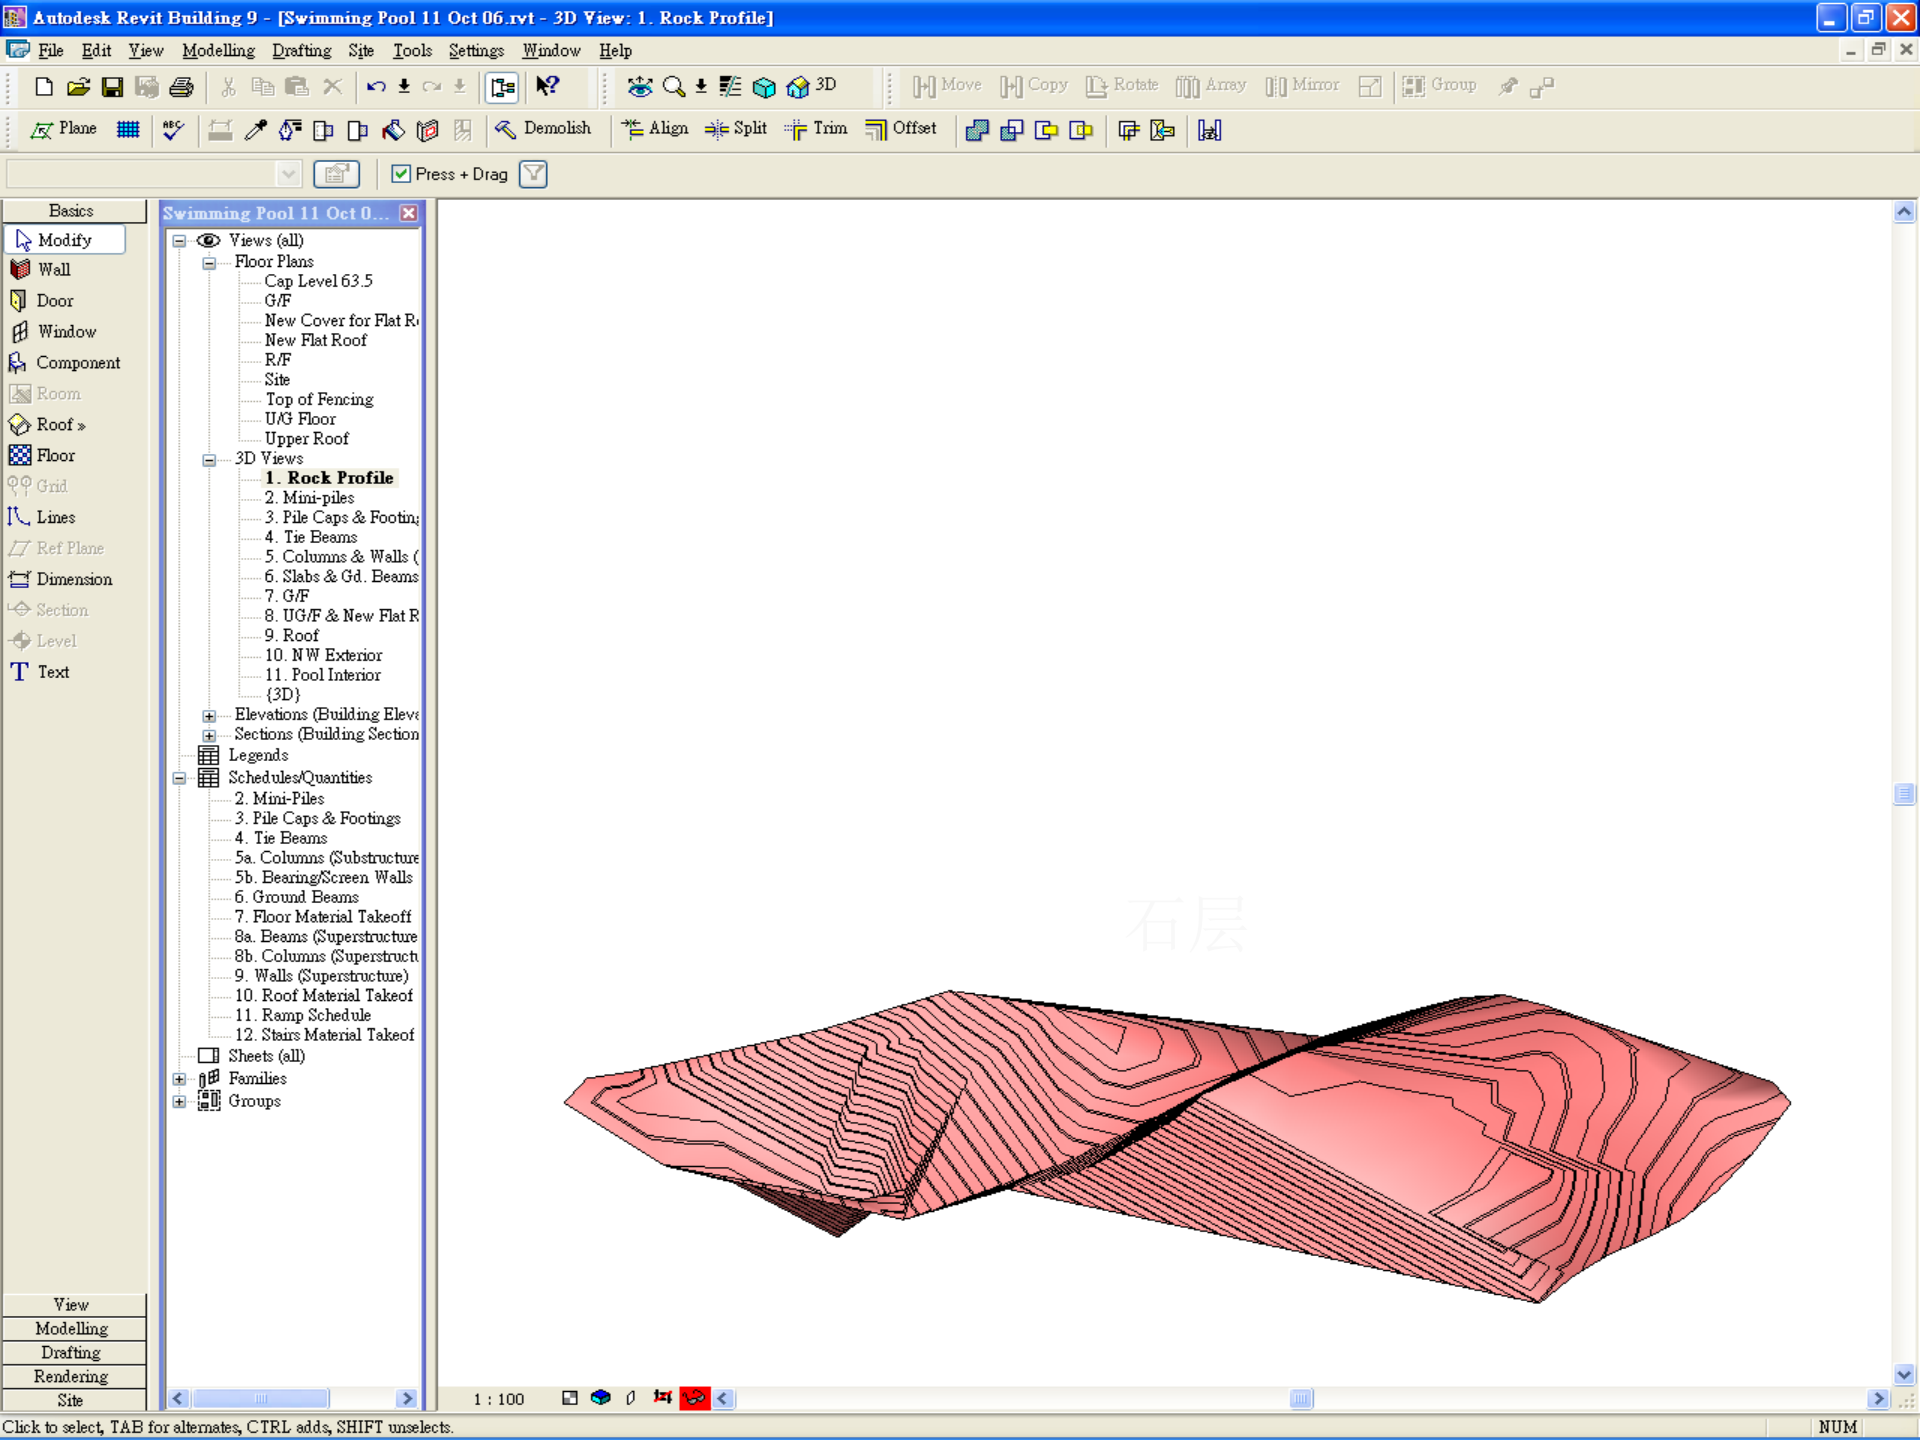 Autodesk Revit Building 9 - [Swimming Pool 11 Oct 06.rvt - 3D View: 1. Rock Profile]
File Edit View Modelling Drafting Site Tools Settings Window Help
3D Move Copy Rotate Array Mirror Group
Plane Demolish Align Split Trim Offset
Press + Drag
Basics
Modify
Wall
Door
Window
Component
Room
Roof »
Floor
Grid
Lines
Ref Plane
Dimension
Section
Level
Text
View
Modelling
Drafting
Rendering
Site
Swimming Pool 11 Oct 0...
Views (all)
Floor Plans
Cap Level 63.5
G/F
New Cover for Flat R
New Flat Roof
R/F
Site
Top of Fencing
U/G Floor
Upper Roof
3D Views
1. Rock Profile
2. Mini-piles
3. Pile Caps & Footin
4. Tie Beams
5. Columns & Walls (
6. Slabs & Gd. Beams
7. G/F
8. UG/F & New Flat R
9. Roof
10. NW Exterior
11. Pool Interior
{3D}
Elevations (Building Eleva
Sections (Building Section
Legends
Schedules/Quantities
2. Mini-Piles
3. Pile Caps & Footings
4. Tie Beams
5a. Columns (Substructure
5b. Bearing/Screen Walls
6. Ground Beams
7. Floor Material Takeoff
8a. Beams (Superstructure
8b. Columns (Superstructu
9. Walls (Superstructure)
10. Roof Material Takeof
11. Ramp Schedule
12. Stairs Material Takeof
Sheets (all)
Families
Groups
石层
1 : 100
Click to select, TAB for alternates, CTRL adds, SHIFT unselects.
NUM